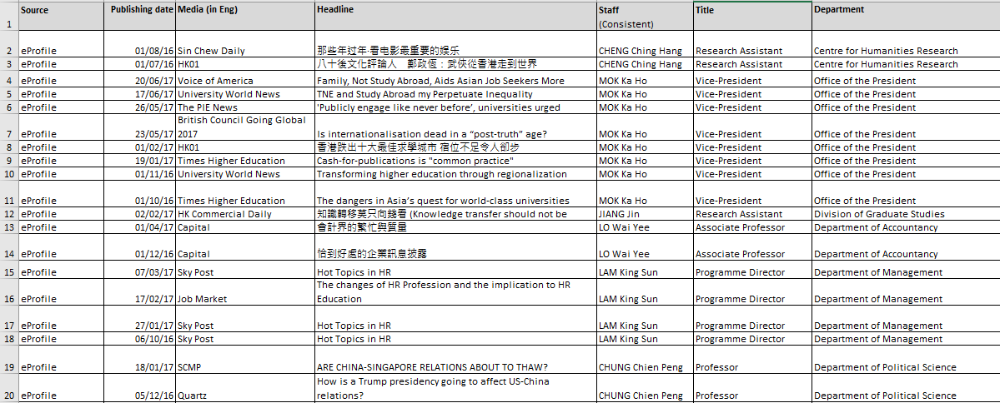 Source Publishing date Media (in Eng) Headline Staff Title Department
1 (Consistent)
2 eProfile 01/08/16 Sin Chew Daily 那些年过年·看电影最重要的娱乐 CHENG Ching Hang Research Assistant Centre for Humanities Research
3 eProfile 01/07/16 HK01 八十後文化評論人 鄭政恆：武俠從香港走到世界 CHENG Ching Hang Research Assistant Centre for Humanities Research
4 eProfile 20/06/17 Voice of America Family, Not Study Abroad, Aids Asian Job Seekers More MOK Ka Ho Vice-President Office of the President
5 eProfile 17/06/17 University World News TNE and Study Abroad my Perpetuate Inequality MOK Ka Ho Vice-President Office of the President
6 eProfile 26/05/17 The PIE News 'Publicly engage like never before’, universities urged MOK Ka Ho Vice-President Office of the President
British Council Going Global
7 eProfile 23/05/17 2017 Is internationalisation dead in a “post-truth” age? MOK Ka Ho Vice-President Office of the President
8 eProfile 01/02/17 HK01 香港跌出十大最佳求學城市 宿位不足令人卻步 MOK Ka Ho Vice-President Office of the President
9 eProfile 19/01/17 Times Higher Education Cash-for-publications is "common practice" MOK Ka Ho Vice-President Office of the President
10 eProfile 01/11/16 University World News Transforming higher education through regionalization MOK Ka Ho Vice-President Office of the President
11 eProfile 01/10/16 Times Higher Education The dangers in Asia’s quest for world-class universities MOK Ka Ho Vice-President Office of the President
12 eProfile 02/02/17 HK Commercial Daily 知識轉移莫只向錢看 (Knowledge transfer should not be JIANG Jin Research Assistant Division of Graduate Studies
13 eProfile 01/04/17 Capital 會計界的繁忙與質量 LO Wai Yee Associate Professor Department of Accountancy
14 eProfile 01/12/16 Capital 恰到好處的企業訊息披露 LO Wai Yee Associate Professor Department of Accountancy
15 eProfile 07/03/17 Sky Post Hot Topics in HR LAM King Sun Programme Director Department of Management
The changes of HR Profession and the implication to HR
16 eProfile 17/02/17 Job Market Education LAM King Sun Programme Director Department of Management
17 eProfile 27/01/17 Sky Post Hot Topics in HR LAM King Sun Programme Director Department of Management
18 eProfile 06/10/16 Sky Post Hot Topics in HR LAM King Sun Programme Director Department of Management
19 eProfile 18/01/17 SCMP ARE CHINA-SINGAPORE RELATIONS ABOUT TO THAW? CHUNG Chien Peng Professor Department of Political Science
How is a Trump presidency going to affect US-China
20 eProfile 05/12/16 Quartz relations? CHUNG Chien Peng Professor Department of Political Science